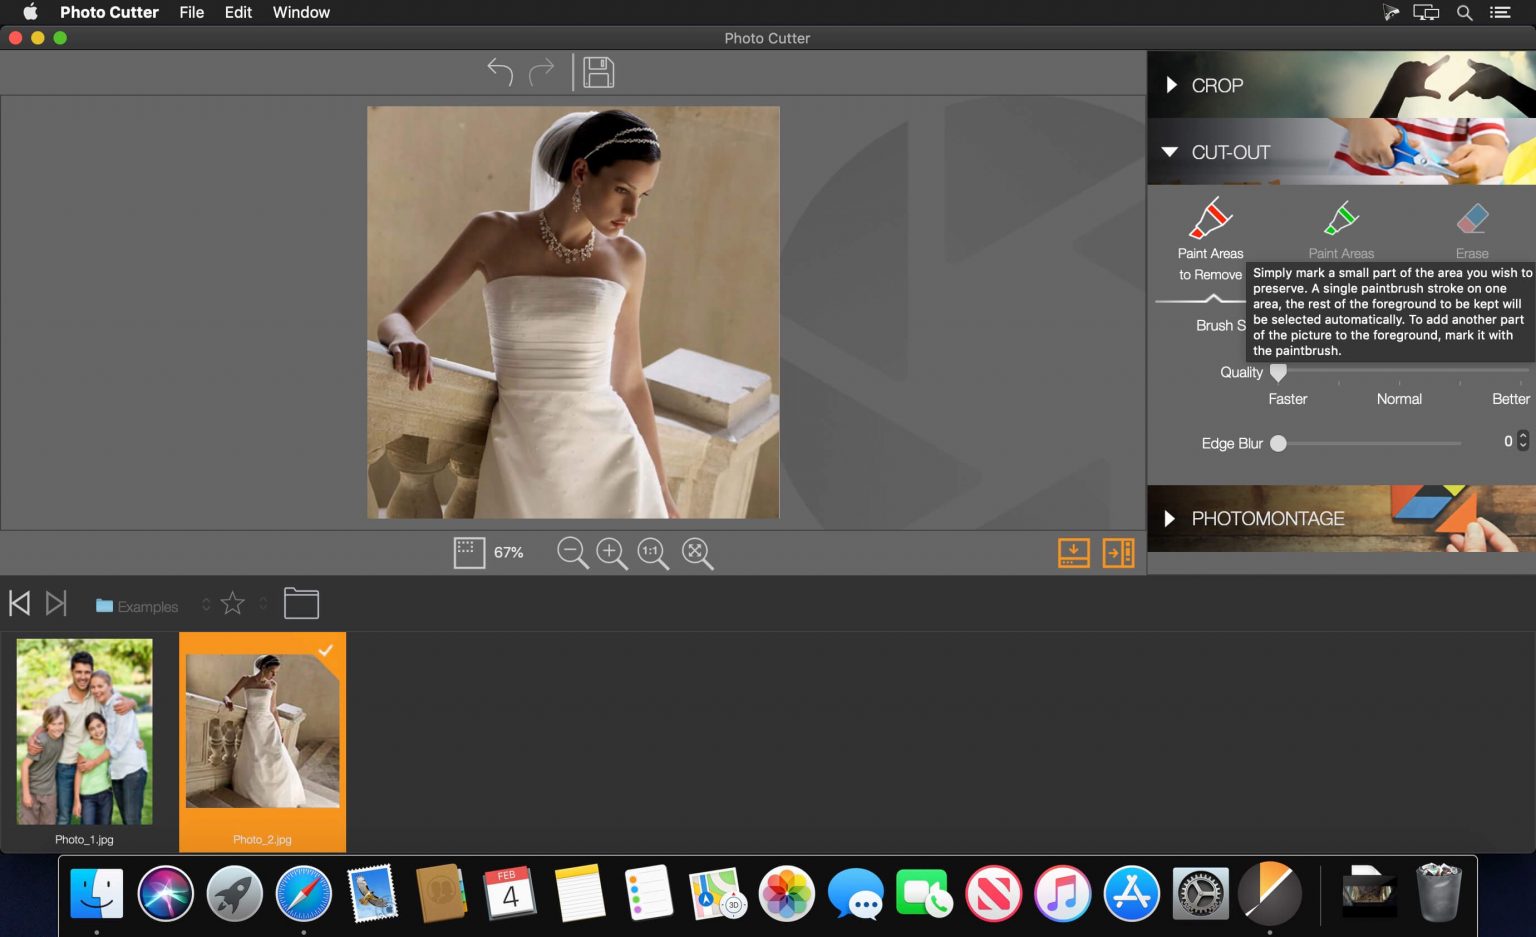 Photo Cutter File Edit Window
Photo Cutter
CROP
CUT-OUT
Paint Areas
to Remove
Paint Areas
Erase
Simply mark a small part of the area you wish to
preserve. A single paintbrush stroke on one
area, the rest of the foreground to be kept will
be selected automatically. To add another part
of the picture to the foreground, mark it with
the paintbrush.
Brush S
Quality
Faster Normal Better
Edge Blur 0
PHOTOMONTAGE
67% 1:1
Examples
Photo_1.jpg Photo_2.jpg
FEB
4
3D